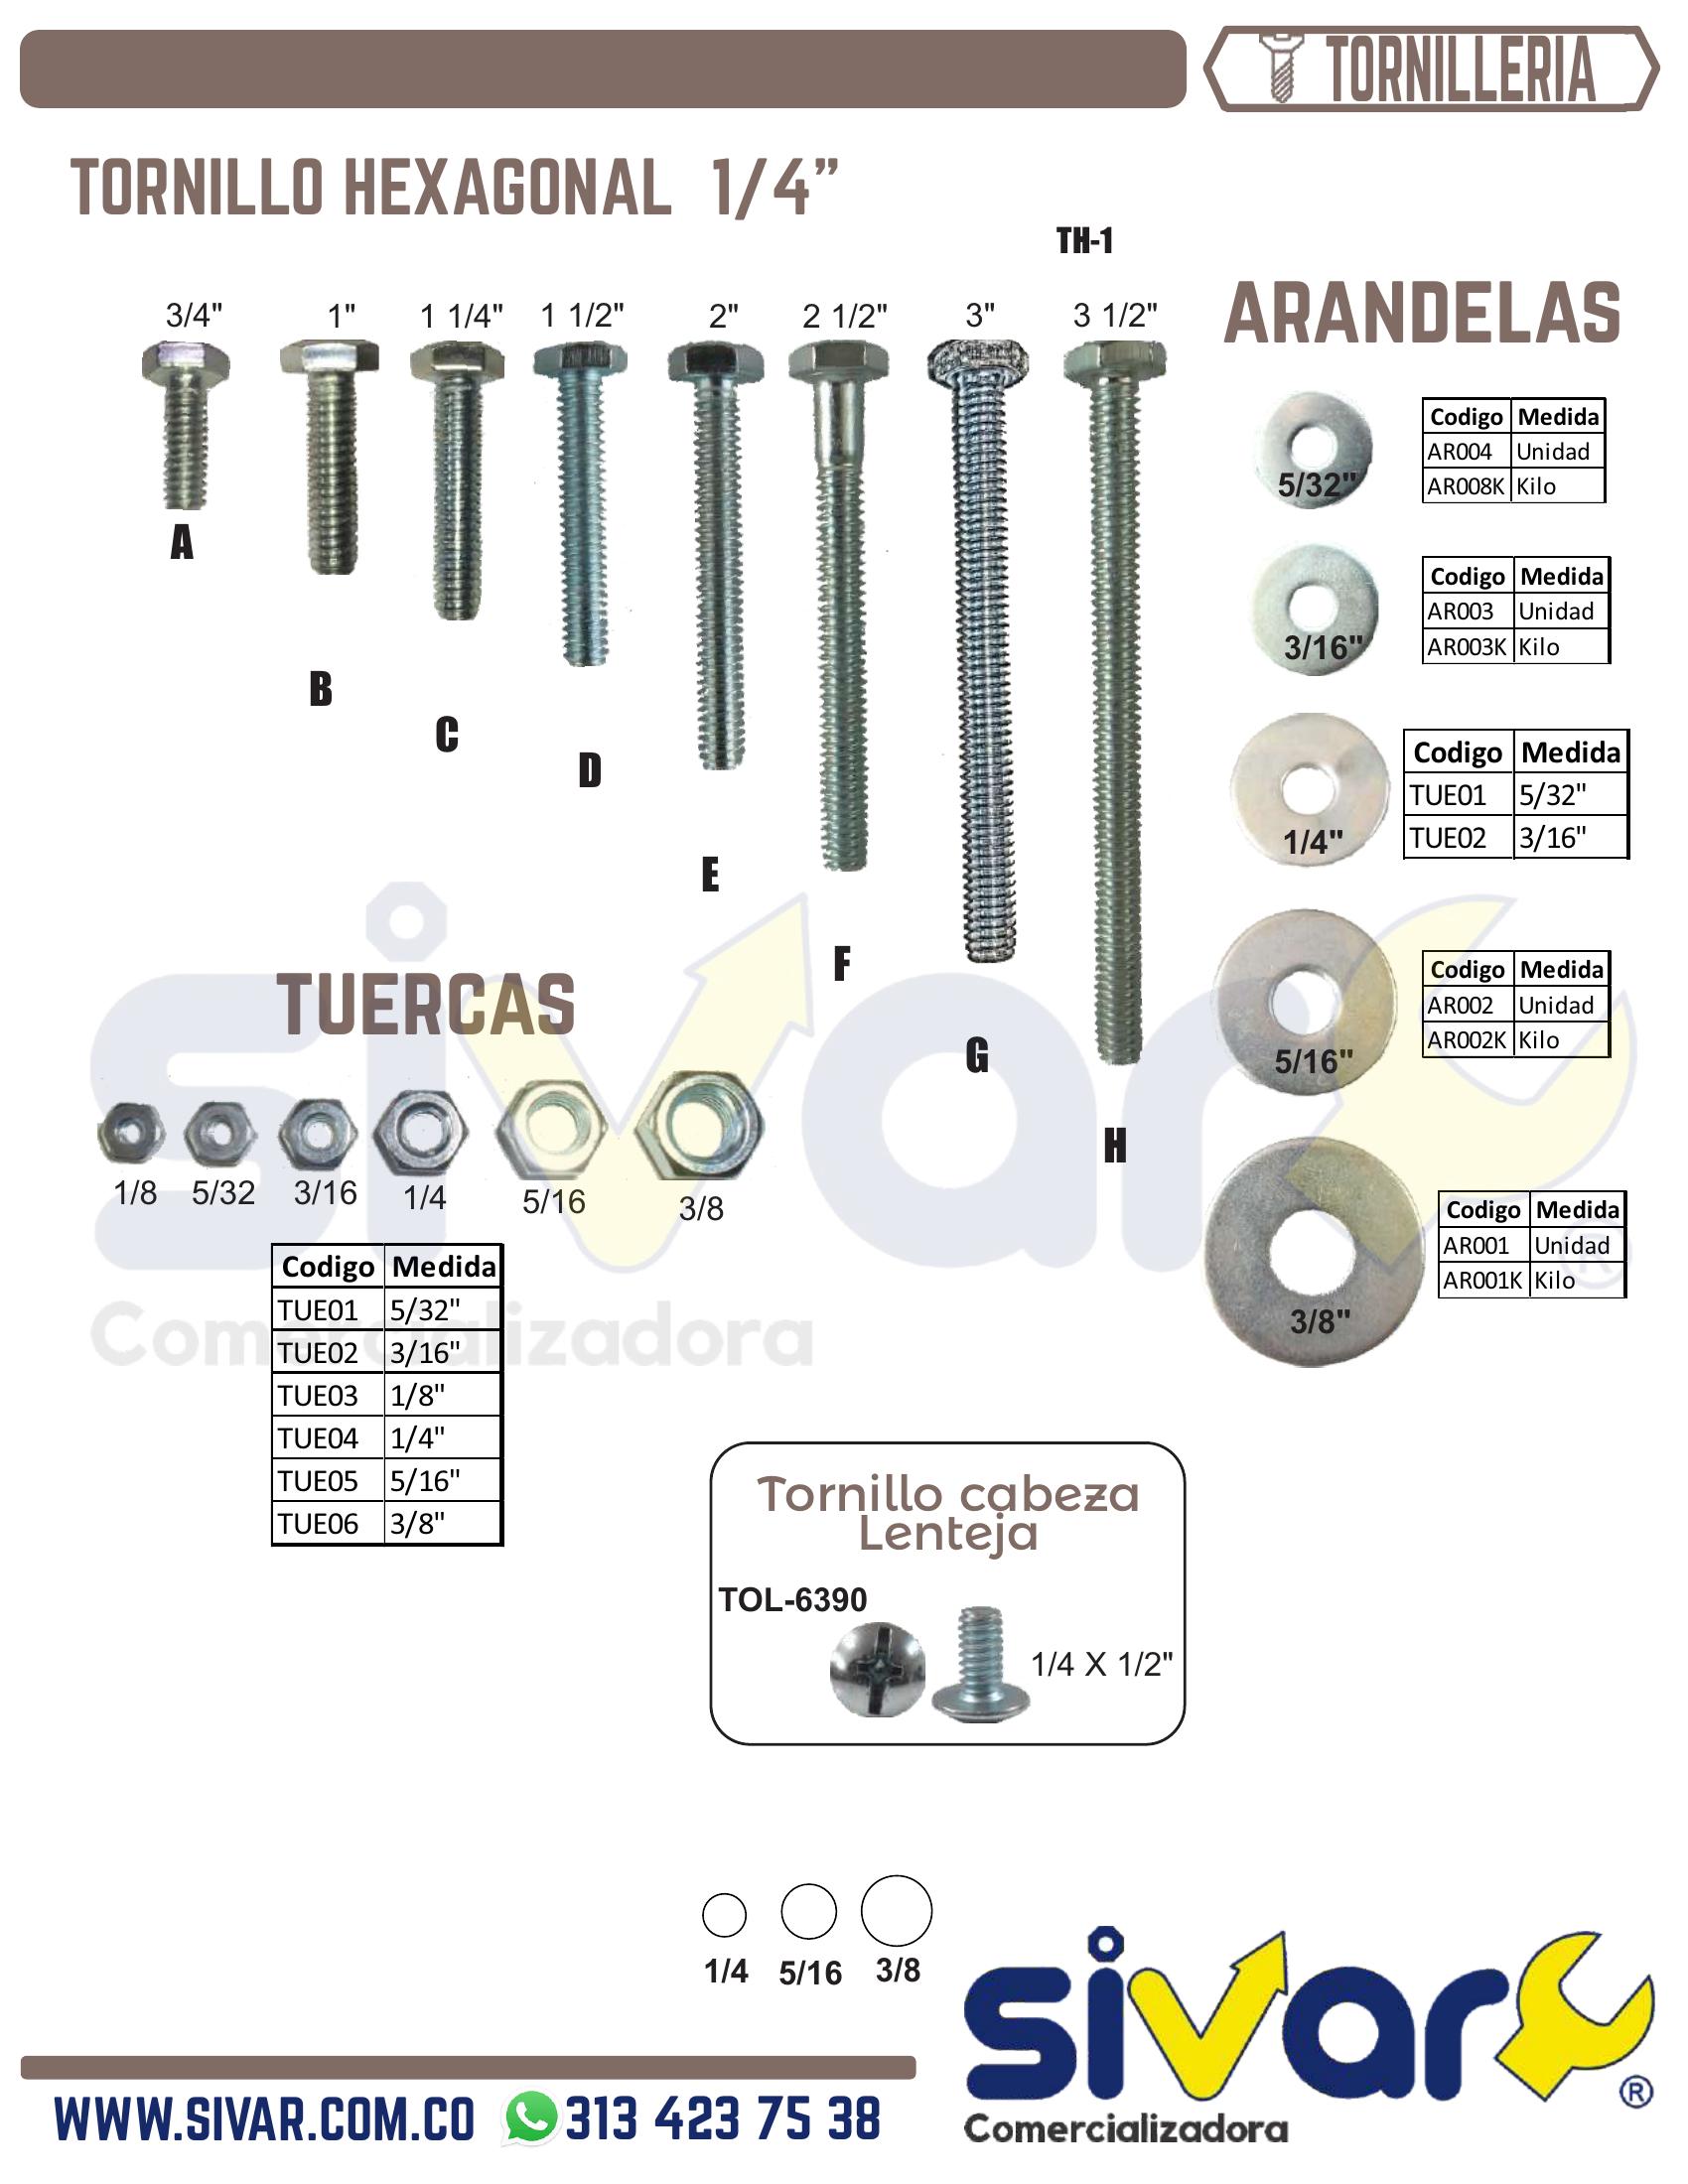 TORNILLERIA
TORNILLO HEXAGONAL 1/4”
TH-1
3/4" 1" 1 1/4" 1 1/2" 2" 2 1/2" 3" 3 1/2"
A
B
C
D
E
F
G
H
ARANDELAS
5/32"
Codigo Medida
AR004 Unidad
AR008K Kilo
3/16"
Codigo Medida
AR003 Unidad
AR003K Kilo
1/4"
Codigo Medida
TUE01 5/32"
TUE02 3/16"
5/16"
Codigo Medida
AR002 Unidad
AR002K Kilo
3/8"
Codigo Medida
AR001 Unidad
AR001K Kilo
TUERCAS
1/8 5/32 3/16 1/4 5/16 3/8
Codigo Medida
TUE01 5/32"
TUE02 3/16"
TUE03 1/8"
TUE04 1/4"
TUE05 5/16"
TUE06 3/8"
sivar
Comercializadora
®
Tornillo cabeza
Lenteja
TOL-6390
1/4 X 1/2"
1/4 5/16 3/8
sivar
®
Comercializadora
WWW.SIVAR.COM.CO 313 423 75 38